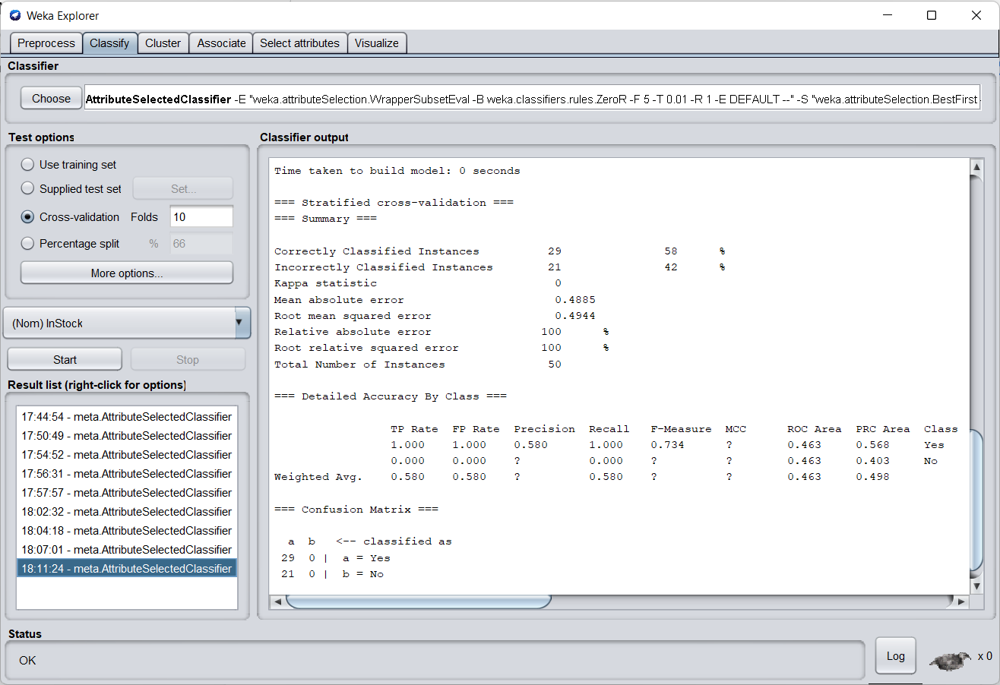 Weka Explorer
Preprocess Classify Cluster Associate Select attributes Visualize
Classifier
Choose AttributeSelectedClassifier -E "weka.attributeSelection.WrapperSubsetEval -B weka.classifiers.rules.ZeroR -F 5 -T 0.01 -R 1 -E DEFAULT --" -S "weka.attributeSelection.BestFirst -
Test options
Use training set
Supplied test set Set...
Cross-validation Folds 10
Percentage split % 66
More options...
(Nom) InStock
Start Stop
Result list (right-click for options)
17:44:54 - meta.AttributeSelectedClassifier
17:50:49 - meta.AttributeSelectedClassifier
17:54:52 - meta.AttributeSelectedClassifier
17:56:31 - meta.AttributeSelectedClassifier
17:57:57 - meta.AttributeSelectedClassifier
18:02:32 - meta.AttributeSelectedClassifier
18:04:18 - meta.AttributeSelectedClassifier
18:07:01 - meta.AttributeSelectedClassifier
18:11:24 - meta.AttributeSelectedClassifier
Classifier output
Time taken to build model: 0 seconds
=== Stratified cross-validation ===
=== Summary ===
Correctly Classified Instances 29 58 %
Incorrectly Classified Instances 21 42 %
Kappa statistic 0
Mean absolute error 0.4885
Root mean squared error 0.4944
Relative absolute error 100 %
Root relative squared error 100 %
Total Number of Instances 50
=== Detailed Accuracy By Class ===
TP Rate FP Rate Precision Recall F-Measure MCC ROC Area PRC Area Class
1.000 1.000 0.580 1.000 0.734 ? 0.463 0.568 Yes
0.000 0.000 ? 0.000 ? ? 0.463 0.403 No
Weighted Avg. 0.580 0.580 ? 0.580 ? ? 0.463 0.498
=== Confusion Matrix ===
a b <-- classified as
29 0 | a = Yes
21 0 | b = No
Status
OK
Log x 0